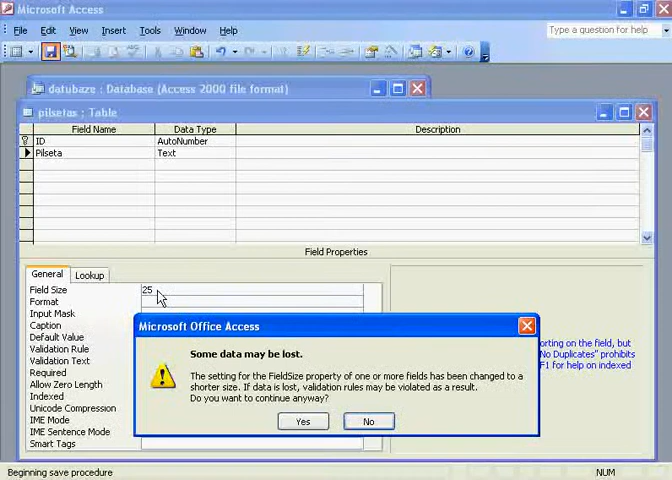 Microsoft Access
File Edit View Insert Tools Window Help
Type a question for help
datubaze : Database (Access 2000 file format)
pilsetas : Table
Field Name Data Type Description
ID AutoNumber
Pilseta Text
Field Properties
General Lookup
Field Size 25
Format
Input Mask
Caption
Default Value
Validation Rule
Validation Text
Required
Allow Zero Length
Indexed
Unicode Compression
IME Mode
IME Sentence Mode
Smart Tags
orting on the field, but
No Duplicates" prohibits
F1 for help on indexed
Microsoft Office Access
Some data may be lost.
The setting for the FieldSize property of one or more fields has been changed to a
shorter size. If data is lost, validation rules may be violated as a result.
Do you want to continue anyway?
Yes No
Beginning save procedure
NUM